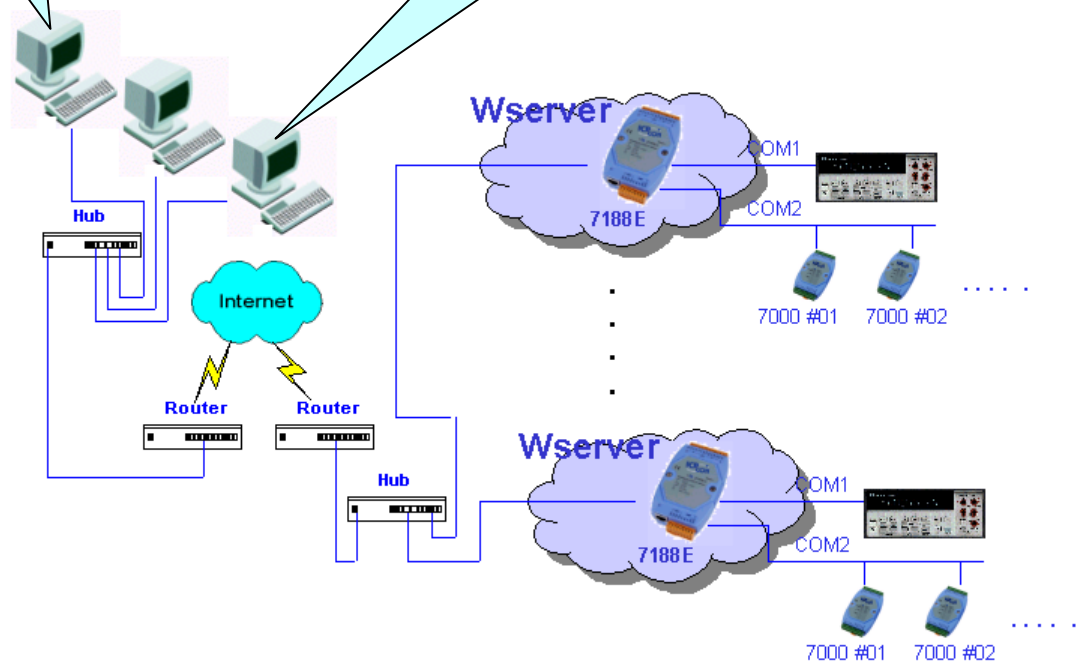 Wserver
COM1
Hub
COM2
7188E
Internet
7000 #01
7000 #02
. . . . .
Router
Router
Wserver
Hub
COM1
COM2
7188E
7000 #01
7000 #02
. . . . .